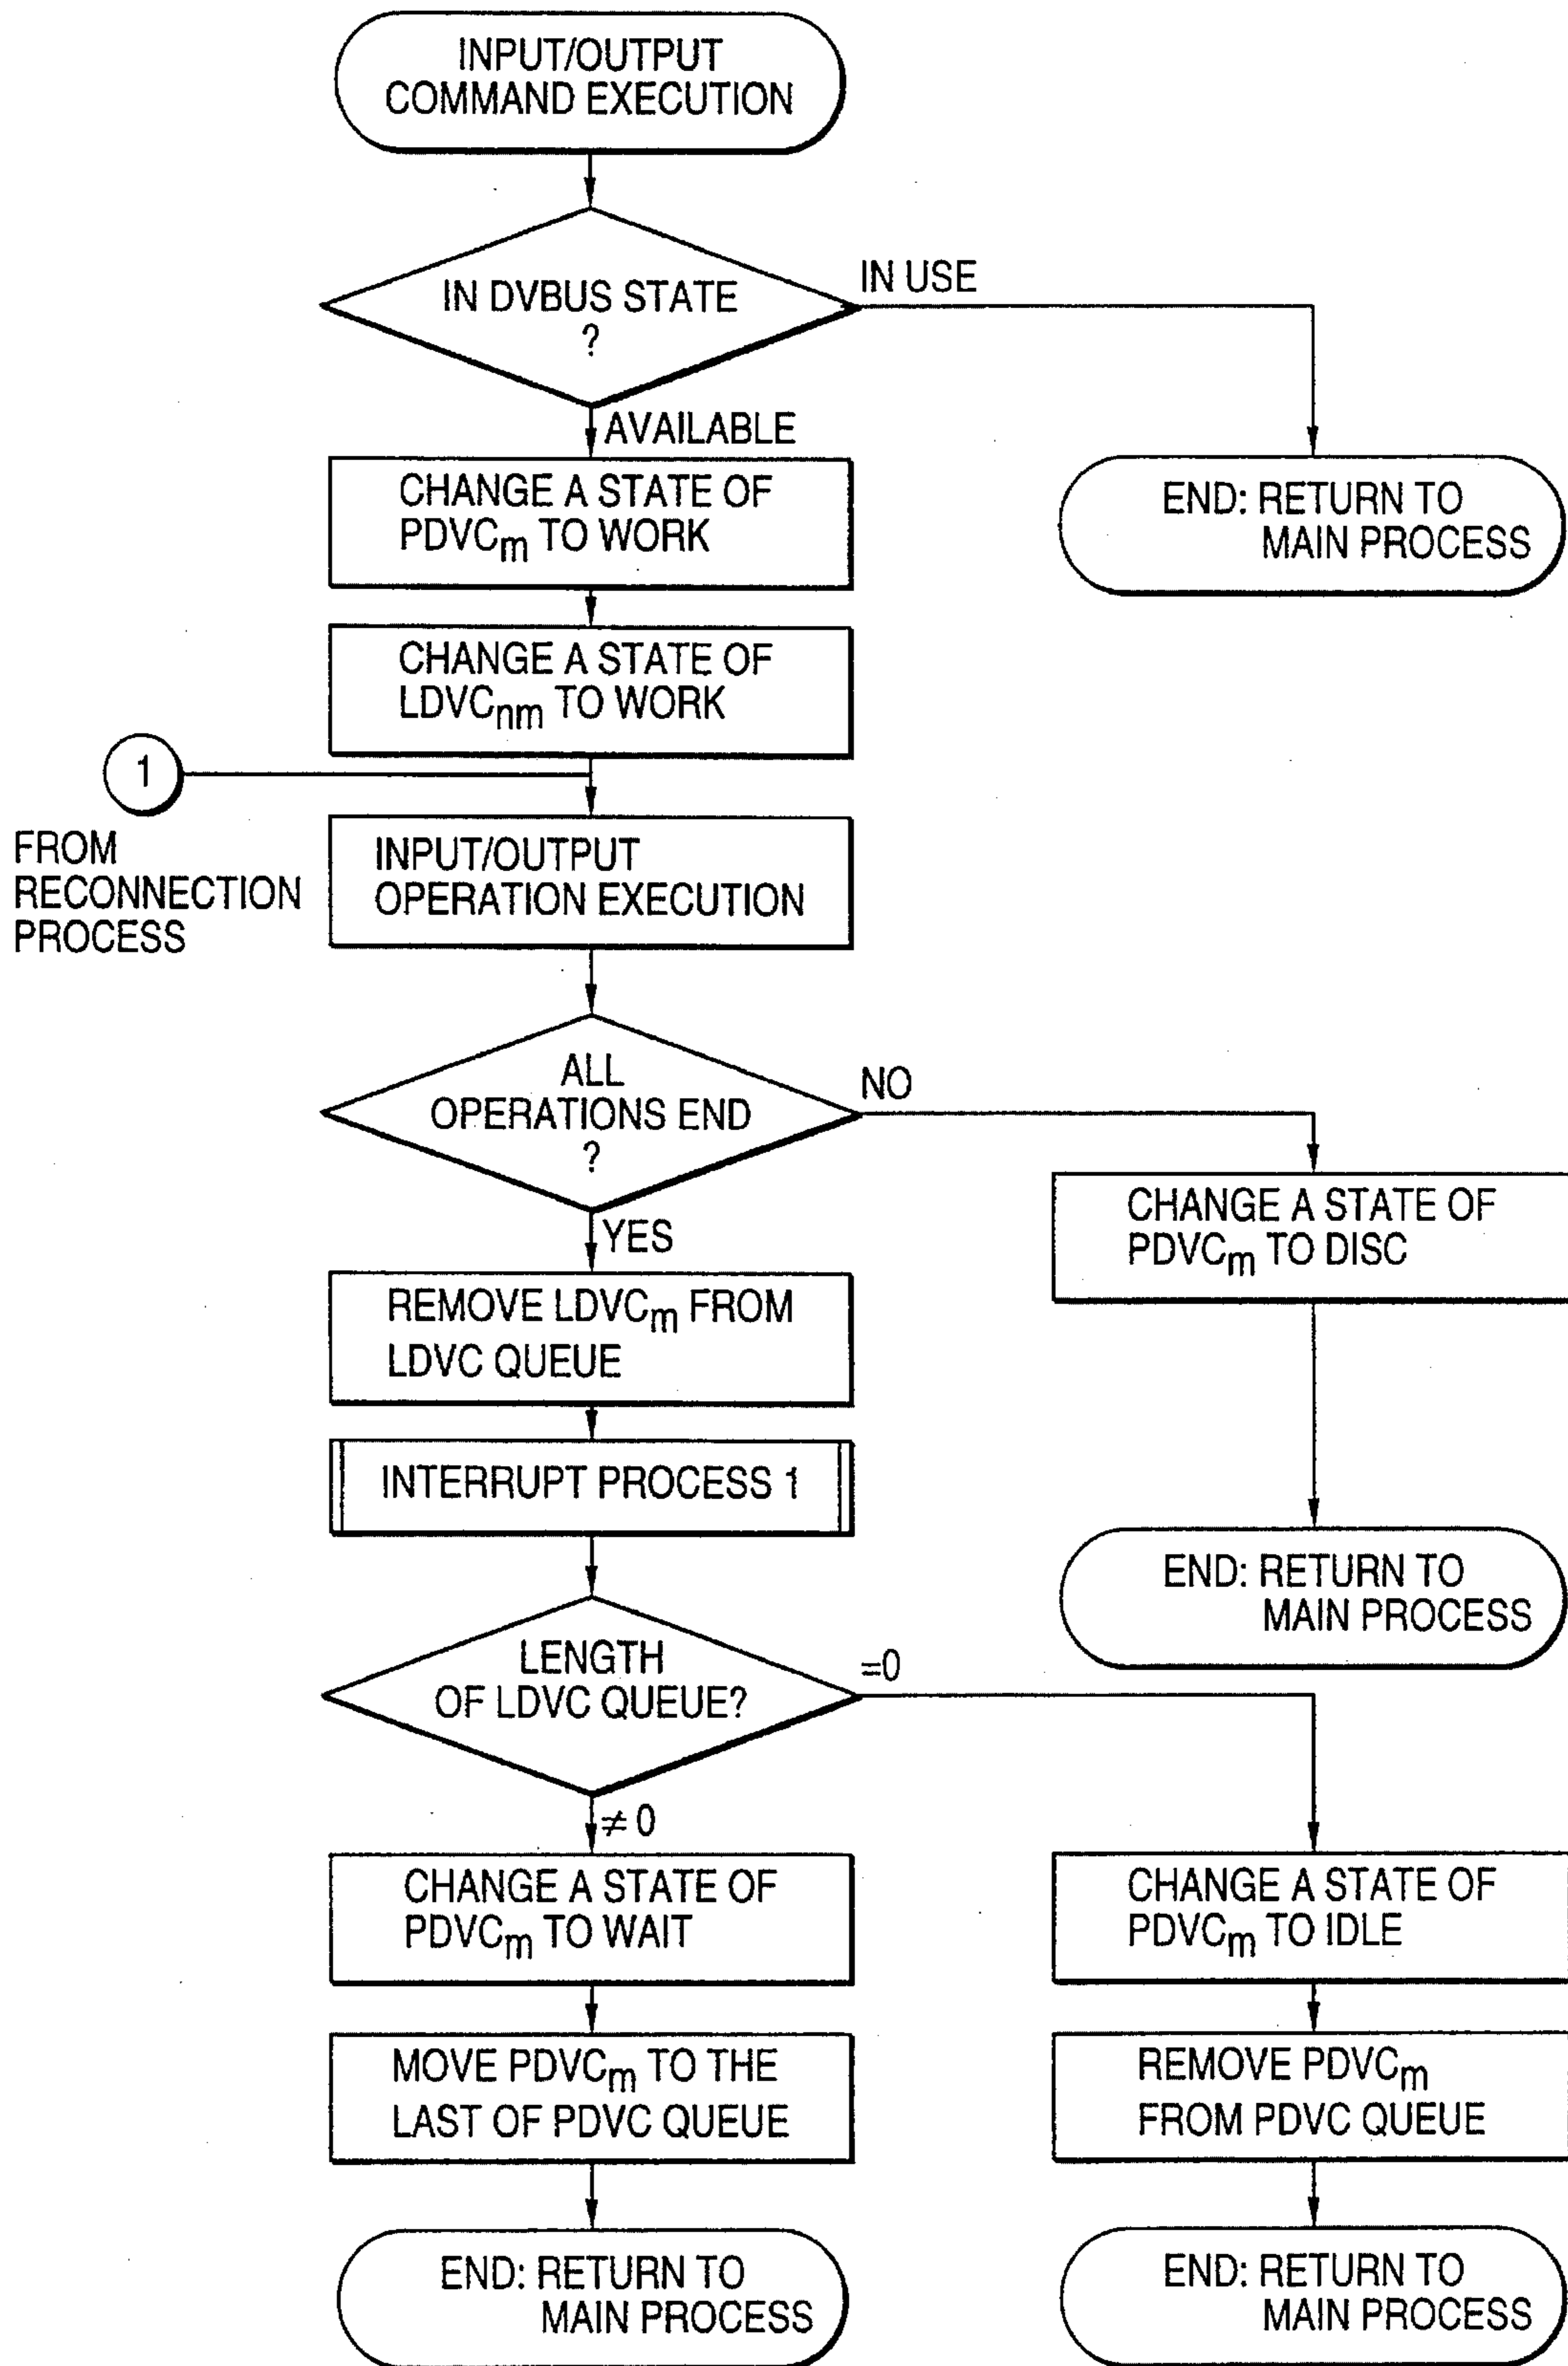 INPUT/OUTPUT
COMMAND EXECUTION
IN DVBUS STATE
?
IN USE
AVAILABLE
END: RETURN TO
MAIN PROCESS
CHANGE A STATE OF
PDVCm TO WORK
CHANGE A STATE OF
LDVCnm TO WORK
1
FROM
RECONNECTION
PROCESS
INPUT/OUTPUT
OPERATION EXECUTION
ALL
OPERATIONS END
?
NO
YES
CHANGE A STATE OF
PDVCm TO DISC
REMOVE LDVCm FROM
LDVC QUEUE
INTERRUPT PROCESS 1
END: RETURN TO
MAIN PROCESS
LENGTH
OF LDVC QUEUE?
=0
≠ 0
CHANGE A STATE OF
PDVCm TO WAIT
CHANGE A STATE OF
PDVCm TO IDLE
MOVE PDVCm TO THE
LAST OF PDVC QUEUE
REMOVE PDVCm
FROM PDVC QUEUE
END: RETURN TO
MAIN PROCESS
END: RETURN TO
MAIN PROCESS